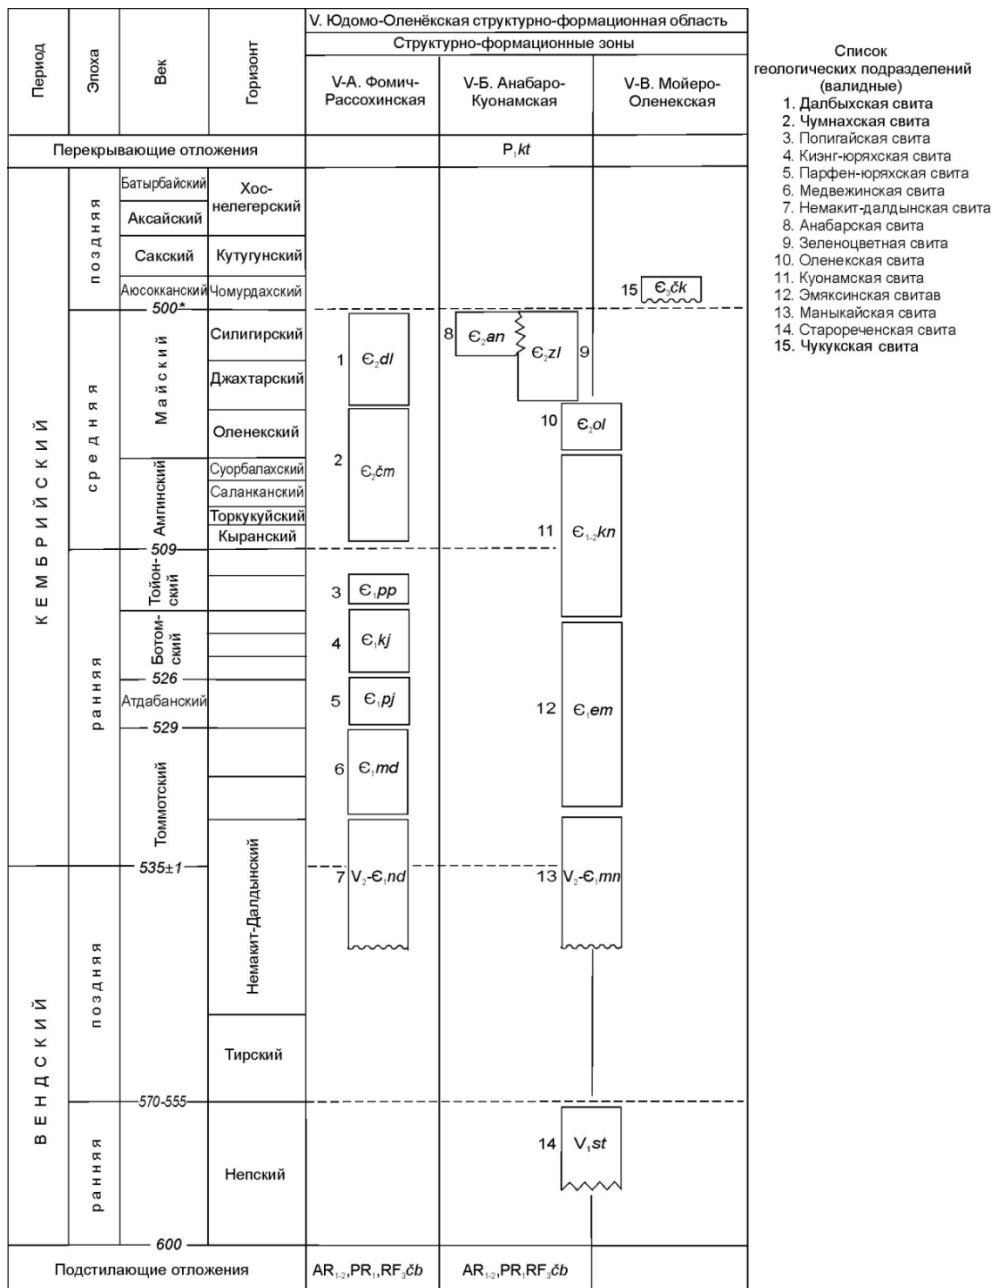 V. Юдомо-Оленёкская структурно-формационная область
Структурно-формационные зоны
Период
Эпоха
Век
Горизонт
V-А. Фомич-
Рассохинская
V-Б. Анабаро-
Куонамская
V-В. Мойеро-
Оленекская
Перекрывающие отложения
P₁kt
КЕМБРИЙСКИЙ
поздняя
Батырбайский
Аксайский
Сакский
Аюсокканский
500*
Хос-
нелегерский
Кутугунский
Чомурдахский
15 Є₃čk
средняя
Майский
Силигирский
Джахтарский
Оленекский
1 Є₂dl
8 Є₂an
Є₂zl 9
10 Є₂ol
Амгинский
509
Суорбалахский
Саланканский
Торкукуйский
Кыранский
2 Є₂čm
11 Є₁₋₂kn
ранняя
Тойон-
ский
3 Є₁pp
Ботом-
ский
526
4 Є₁kj
Атдабанский
529
5 Є₁pj
12 Є₁em
Томмотский
6 Є₁md
535±1
Немакит-Далдынский
7 V₂-Є₁nd
13 V₂-Є₁mn
ВЕНДСКИЙ
поздняя
Тирский
570-555
ранняя
Непский
14 V₁st
600
Подстилающие отложения
AR₁₋₂,PR₁,RF₃čb
AR₁₋₂,PR₁RF₃čb
Список
геологических подразделений
(валидные)
1. Далбыхская свита
2. Чумнахская свита
3. Попигайская свита
4. Киэнг-юряхская свита
5. Парфен-юряхская свита
6. Медвежинская свита
7. Немакит-далдынская свита
8. Анабарская свита
9. Зеленоцветная свита
10. Оленекская свита
11. Куонамская свита
12. Эмяксинская свитав
13. Маныкайская свита
14. Старореченская свита
15. Чукукская свита